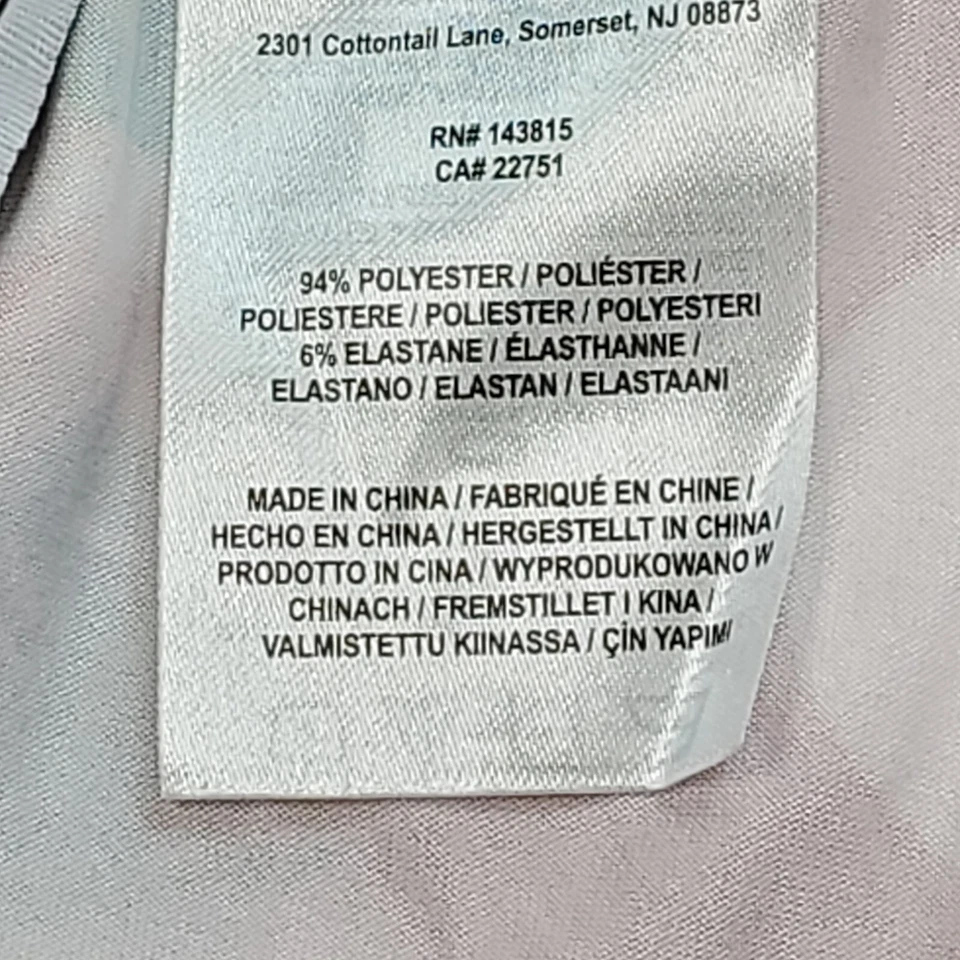 2301 Cottontail Lane, Somerset, NJ 08873
RN# 143815
CA# 22751
94% POLYESTER / POLIÉSTER /
POLIESTERE / POLIESTER / POLYESTERI
6% ELASTANE / ÉLASTHANNE /
ELASTANO / ELASTAN / ELASTAANI
MADE IN CHINA / FABRIQUÉ EN CHINE /
HECHO EN CHINA / HERGESTELLT IN CHINA /
PRODOTTO IN CINA / WYPRODUKOWANO W
CHINACH / FREMSTILLET I KINA /
VALMISTETTU KIINASSA / ÇİN YAPIMI